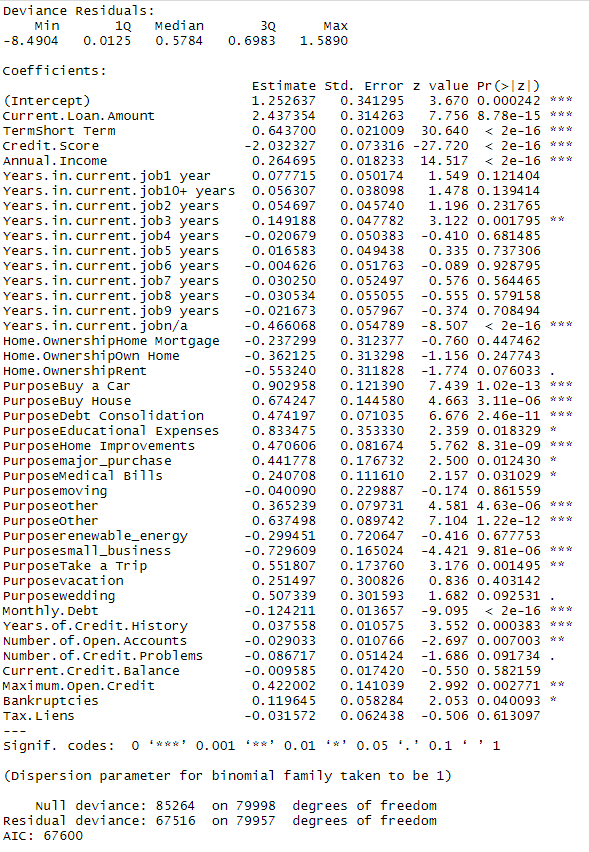 Deviance Residuals:
    Min       1Q   Median       3Q      Max
-8.4904   0.0125   0.5784   0.6983   1.5890

Coefficients:
                              Estimate Std. Error z value Pr(>|z|)
(Intercept)                   1.252637   0.341295   3.670 0.000242 ***
Current.Loan.Amount           2.437354   0.314263   7.756 8.78e-15 ***
TermShort Term                0.643700   0.021009  30.640  < 2e-16 ***
Credit.Score                 -2.032327   0.073316 -27.720  < 2e-16 ***
Annual.Income                 0.264695   0.018233  14.517  < 2e-16 ***
Years.in.current.job1 year    0.077715   0.050174   1.549 0.121404
Years.in.current.job10+ years 0.056307   0.038098   1.478 0.139414
Years.in.current.job2 years   0.054697   0.045740   1.196 0.231765
Years.in.current.job3 years   0.149188   0.047782   3.122 0.001795 **
Years.in.current.job4 years  -0.020679   0.050383  -0.410 0.681485
Years.in.current.job5 years   0.016583   0.049438   0.335 0.737306
Years.in.current.job6 years  -0.004626   0.051763  -0.089 0.928795
Years.in.current.job7 years   0.030250   0.052497   0.576 0.564465
Years.in.current.job8 years  -0.030534   0.055055  -0.555 0.579158
Years.in.current.job9 years  -0.021673   0.057967  -0.374 0.708494
Years.in.current.jobn/a      -0.466068   0.054789  -8.507  < 2e-16 ***
Home.OwnershipHome Mortgage  -0.237299   0.312377  -0.760 0.447462
Home.OwnershipOwn Home       -0.362125   0.313298  -1.156 0.247743
Home.OwnershipRent           -0.553240   0.311828  -1.774 0.076033 .
PurposeBuy a Car              0.902958   0.121390   7.439 1.02e-13 ***
PurposeBuy House              0.674247   0.144580   4.663 3.11e-06 ***
PurposeDebt Consolidation     0.474197   0.071035   6.676 2.46e-11 ***
PurposeEducational Expenses   0.833475   0.353330   2.359 0.018329 *
PurposeHome Improvements      0.470606   0.081674   5.762 8.31e-09 ***
Purposemajor_purchase         0.441778   0.176732   2.500 0.012430 *
PurposeMedical Bills          0.240708   0.111610   2.157 0.031029 *
Purposemoving                -0.040090   0.229887  -0.174 0.861559
Purposeother                  0.365239   0.079731   4.581 4.63e-06 ***
PurposeOther                  0.637498   0.089742   7.104 1.22e-12 ***
Purposerenewable_energy      -0.299451   0.720647  -0.416 0.677753
Purposesmall_business        -0.729609   0.165024  -4.421 9.81e-06 ***
PurposeTake a Trip            0.551807   0.173760   3.176 0.001495 **
Purposevacation               0.251497   0.300826   0.836 0.403142
Purposewedding                0.507339   0.301593   1.682 0.092531 .
Monthly.Debt                 -0.124211   0.013657  -9.095  < 2e-16 ***
Years.of.Credit.History       0.037558   0.010575   3.552 0.000383 ***
Number.of.Open.Accounts      -0.029033   0.010766  -2.697 0.007003 **
Number.of.Credit.Problems    -0.086717   0.051424  -1.686 0.091734 .
Current.Credit.Balance       -0.009585   0.017420  -0.550 0.582159
Maximum.Open.Credit           0.422002   0.141039   2.992 0.002771 **
Bankruptcies                  0.119645   0.058284   2.053 0.040093 *
Tax.Liens                    -0.031572   0.062438  -0.506 0.613097
---
Signif. codes:  0 ‘***’ 0.001 ‘**’ 0.01 ‘*’ 0.05 ‘.’ 0.1 ‘ ’ 1

(Dispersion parameter for binomial family taken to be 1)

    Null deviance: 85264  on 79998  degrees of freedom
Residual deviance: 67516  on 79957  degrees of freedom
AIC: 67600